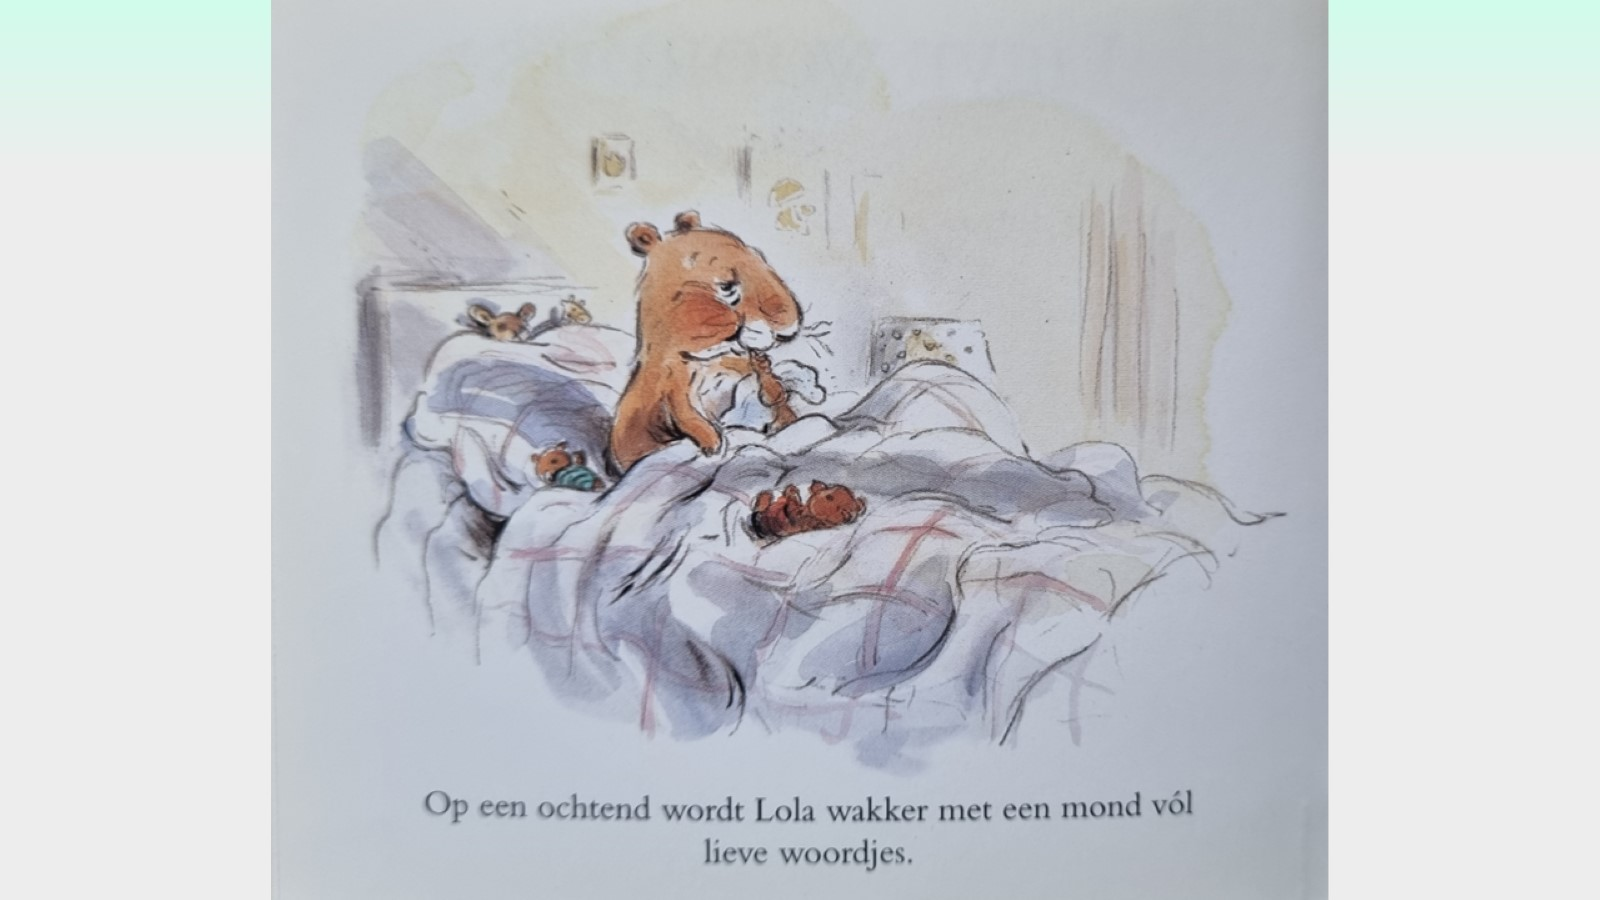 Op een ochtend wordt Lola wakker met een mond vól
lieve woordjes.